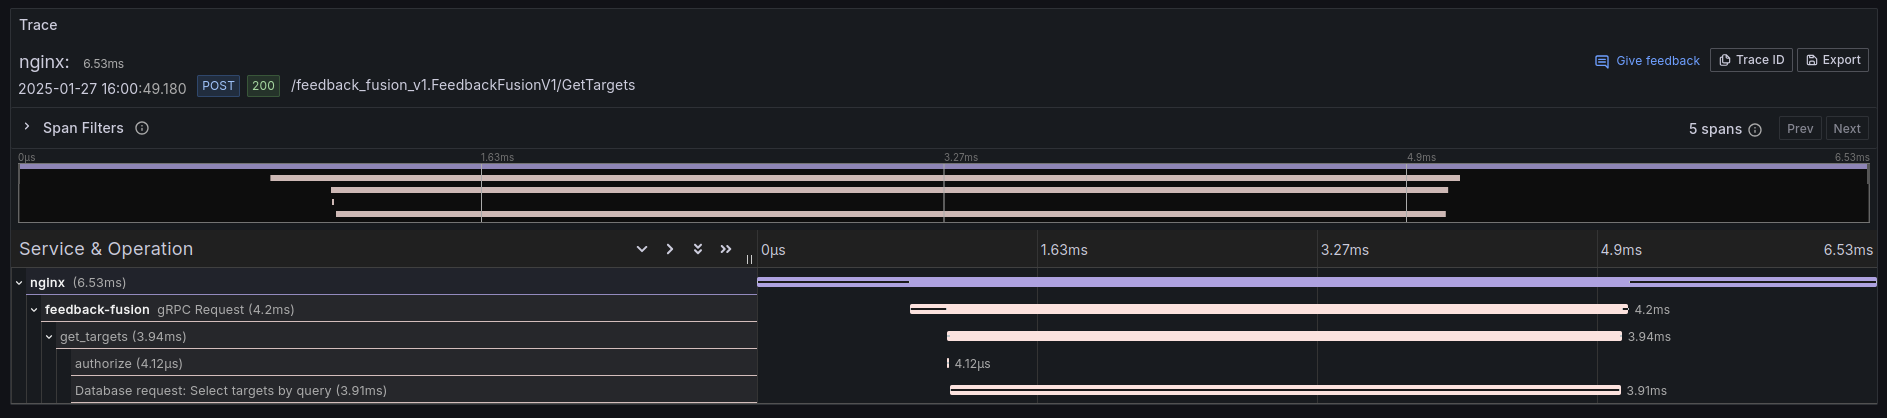 Trace
nginx: 6.53ms
Give feedback Trace ID Export
2025-01-27 16:00:49.180 POST 200 /feedback_fusion_v1.FeedbackFusionV1/GetTargets
Span Filters 5 spans Prev Next
0μs 1.63ms 3.27ms 4.9ms 6.53ms
Service & Operation 0μs 1.63ms 3.27ms 4.9ms 6.53ms
nginx (6.53ms)
feedback-fusion gRPC Request (4.2ms) 4.2ms
get_targets (3.94ms) 3.94ms
authorize (4.12μs) 4.12μs
Database request: Select targets by query (3.91ms) 3.91ms